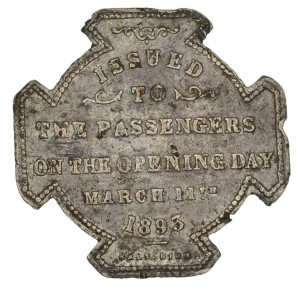 ISSUED
TO
THE PASSENGERS
ON THE OPENING DAY
MARCH 14TH
1893